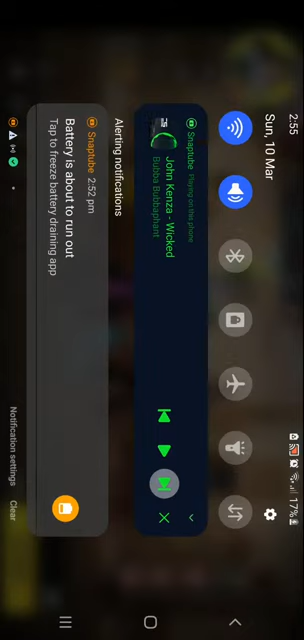 2:55
17%
Sun, 10 Mar
Snaptube Playing on this phone
John Kenza - Wicked
Bubba Bubbaphant
Alerting notifications
Snaptube 2:52 pm
Battery is about to run out
Tap to freeze battery draining app
Notification settings Clear